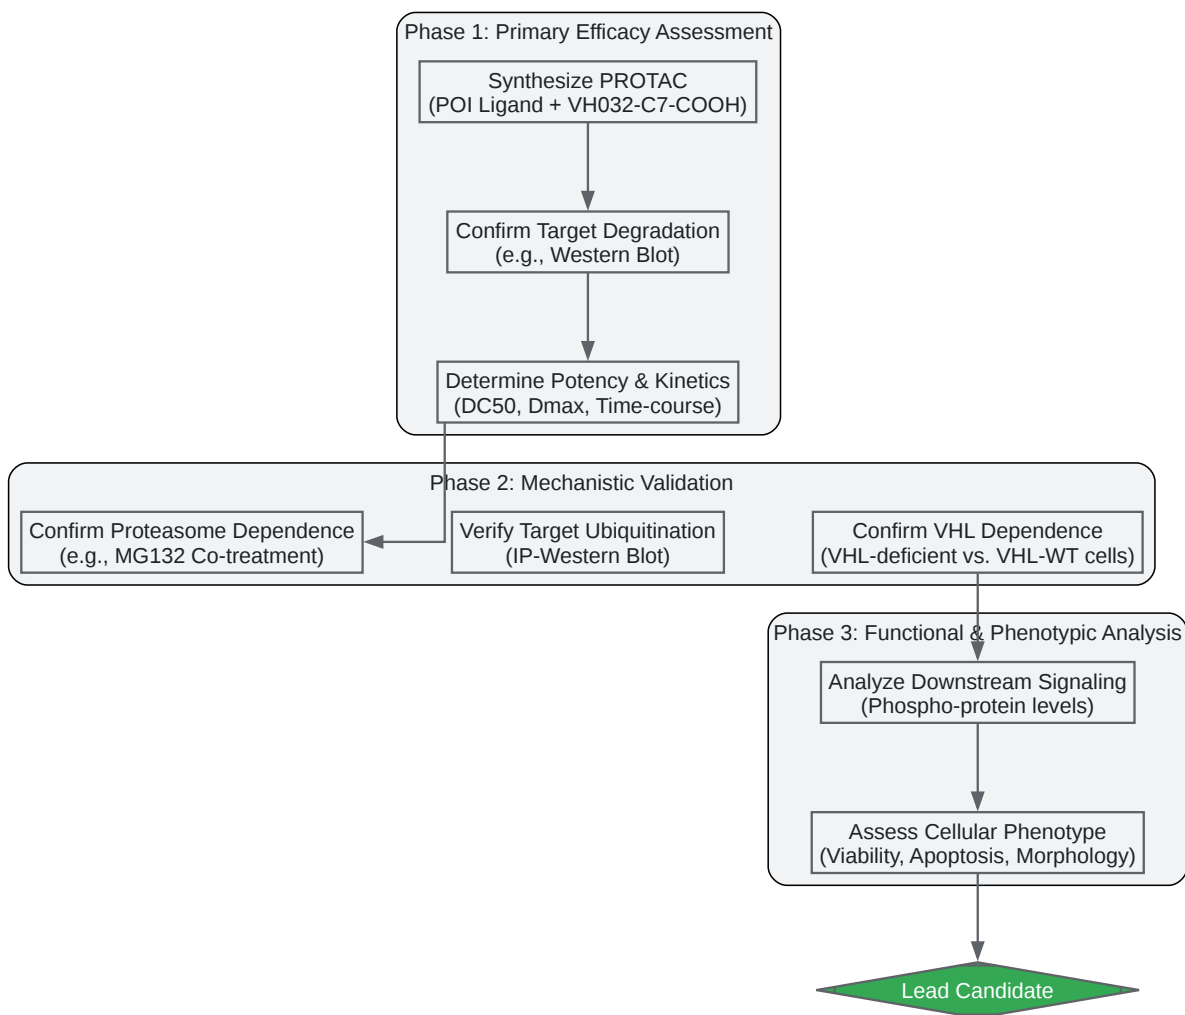 Phase 1: Primary Efficacy Assessment
Synthesize PROTAC
(POI Ligand + VH032-C7-COOH)
Confirm Target Degradation
(e.g., Western Blot)
Determine Potency & Kinetics
(DC50, Dmax, Time-course)
Phase 2: Mechanistic Validation
Confirm Proteasome Dependence
(e.g., MG132 Co-treatment)
Verify Target Ubiquitination
(IP-Western Blot)
Confirm VHL Dependence
(VHL-deficient vs. VHL-WT cells)
Phase 3: Functional & Phenotypic Analysis
Analyze Downstream Signaling
(Phospho-protein levels)
Assess Cellular Phenotype
(Viability, Apoptosis, Morphology)
Lead Candidate